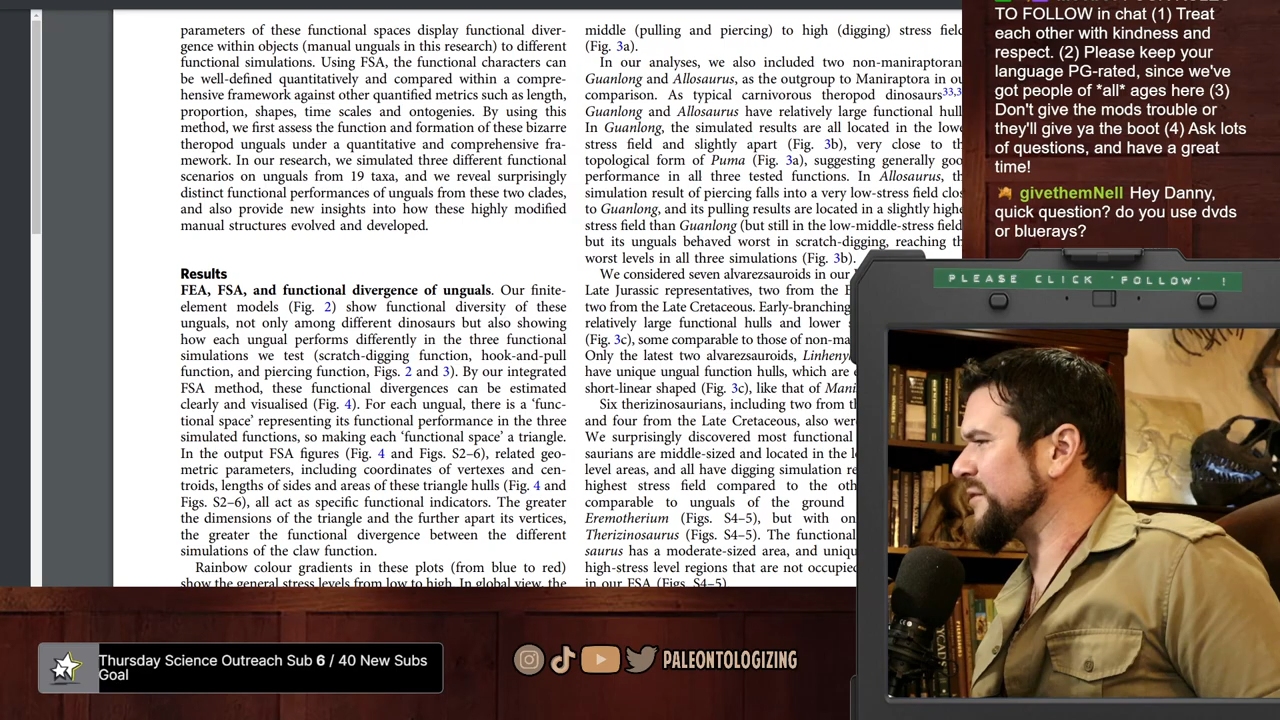 parameters of these functional spaces display functional diver-
gence within objects (manual unguals in this research) to different
functional simulations. Using FSA, the functional characters can
be well-defined quantitatively and compared within a compre-
hensive framework against other quantified metrics such as length,
proportion, shapes, time scales and ontogenies. By using this
method, we first assess the function and formation of these bizarre
theropod unguals under a quantitative and comprehensive fra-
mework. In our research, we simulated three different functional
scenarios on unguals from 19 taxa, and we reveal surprisingly
distinct functional performances of unguals from these two clades,
and also provide new insights into how these highly modified
manual structures evolved and developed.
Results
FEA, FSA, and functional divergence of unguals. Our finite-
element models (Fig. 2) show functional diversity of these
unguals, not only among different dinosaurs but also showing
how each ungual performs differently in the three functional
simulations we test (scratch-digging function, hook-and-pull
function, and piercing function, Figs. 2 and 3). By our integrated
FSA method, these functional divergences can be estimated
clearly and visualised (Fig. 4). For each ungual, there is a ‘func-
tional space’ representing its functional performance in the three
simulated functions, so making each ‘functional space’ a triangle.
In the output FSA figures (Fig. 4 and Figs. S2–6), related geo-
metric parameters, including coordinates of vertexes and cen-
troids, lengths of sides and areas of these triangle hulls (Fig. 4 and
Figs. S2–6), all act as specific functional indicators. The greater
the dimensions of the triangle and the further apart its vertices,
the greater the functional divergence between the different
simulations of the claw function.
Rainbow colour gradients in these plots (from blue to red)
show the general stress levels from low to high. In global view, the
middle (pulling and piercing) to high (digging) stress field
(Fig. 3a).
In our analyses, we also included two non-maniraptoran
Guanlong and Allosaurus, as the outgroup to Maniraptora in ou
comparison. As typical carnivorous theropod dinosaurs33,3
Guanlong and Allosaurus have relatively large functional hull
In Guanlong, the simulated results are all located in the lowe
stress field and slightly apart (Fig. 3b), very close to th
topological form of Puma (Fig. 3a), suggesting generally goo
performance in all three tested functions. In Allosaurus, the
simulation result of piercing falls into a very low-stress field clos
to Guanlong, and its pulling results are located in a slightly highe
stress field than Guanlong (but still in the low-middle-stress field
but its unguals behaved worst in scratch-digging, reaching th
worst levels in all three simulations (Fig. 3b).
We considered seven alvarezsauroids in our
Late Jurassic representatives, two from the E
two from the Late Cretaceous. Early-branching
relatively large functional hulls and lower s
(Fig. 3c), some comparable to those of non-ma
Only the latest two alvarezsauroids, Linheny
have unique ungual function hulls, which are
short-linear shaped (Fig. 3c), like that of Mani
Six therizinosaurians, including two from t
and four from the Late Cretaceous, also wer
We surprisingly discovered most functional
saurians are middle-sized and located in the l
level areas, and all have digging simulation re
highest stress field compared to the oth
comparable to unguals of the ground
Eremotherium (Figs. S4–5), but with on
Therizinosaurus (Figs. S4–5). The functional
saurus has a moderate-sized area, and uniqu
high-stress level regions that are not occupie
in our FSA (Figs. S4–5).
TO FOLLOW in chat (1) Treat
each other with kindness and
respect. (2) Please keep your
language PG-rated, since we've
got people of *all* ages here (3)
Don't give the mods trouble or
they'll give ya the boot (4) Ask lots
of questions, and have a great
time!
givethemNell Hey Danny,
quick question? do you use dvds
or bluerays?
PLEASE CLICK 'FOLLOW' !
Thursday Science Outreach Sub 6 / 40 New Subs
Goal
PALEONTOLOGIZING